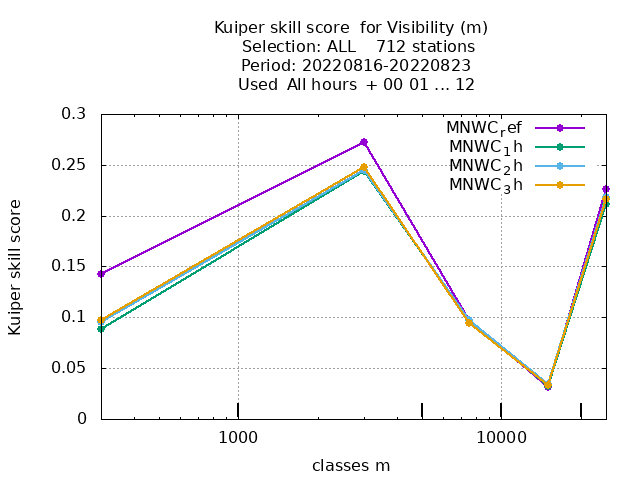 Kuiper skill score  for Visibility (m)
Selection: ALL    712 stations
Period: 20220816-20220823
Used  All hours  + 00 01 ... 12
0.3
0.25
0.2
0.15
0.1
0.05
0
Kuiper skill score
MNWC_ref
MNWC_1h
MNWC_2h
MNWC_3h
1000
10000
classes m